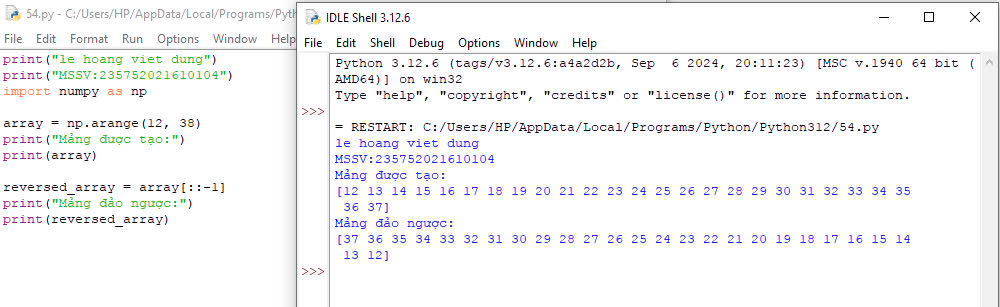 54.py - C:/Users/HP/AppData/Local/Programs/Pyth
File Edit Format Run Options Window Help
print("le hoang viet dung")
print("MSSV:235752021610104")
import numpy as np
array = np.arange(12, 38)
print("Mảng được tạo:")
print(array)
reversed_array = array[::-1]
print("Mảng đảo ngược:")
print(reversed_array)
IDLE Shell 3.12.6
File Edit Shell Debug Options Window Help
Python 3.12.6 (tags/v3.12.6:a4a2d2b, Sep  6 2024, 20:11:23) [MSC v.1940 64 bit (
AMD64)] on win32
Type "help", "copyright", "credits" or "license()" for more information.
>>>
= RESTART: C:/Users/HP/AppData/Local/Programs/Python/Python312/54.py
le hoang viet dung
MSSV:235752021610104
Mảng được tạo:
[12 13 14 15 16 17 18 19 20 21 22 23 24 25 26 27 28 29 30 31 32 33 34 35
 36 37]
Mảng đảo ngược:
[37 36 35 34 33 32 31 30 29 28 27 26 25 24 23 22 21 20 19 18 17 16 15 14
 13 12]
>>>